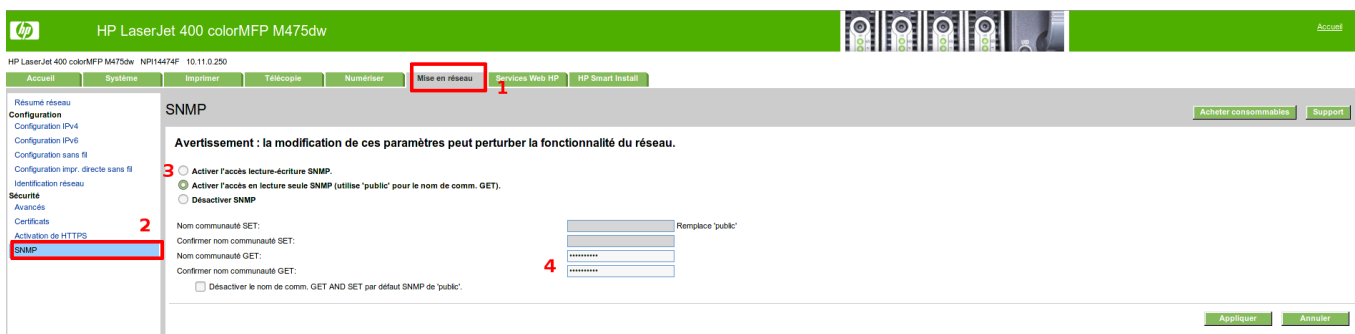 hp
HP LaserJet 400 colorMFP M475dw
Accueil
HP LaserJet 400 colorMFP M475dw NPI14474F 10.11.0.250
Accueil Système Imprimer Télécopie Numériser Mise en réseau Services Web HP HP Smart Install
1
Résumé réseau
Configuration
Configuration IPv4
Configuration IPv6
Configuration sans fil
Configuration impr. directe sans fil
Identification réseau
Sécurité
Avancés
Certificats
Activation de HTTPS
SNMP
2
SNMP
Acheter consommables Support
Avertissement : la modification de ces paramètres peut perturber la fonctionnalité du réseau.
3 Activer l'accès lecture-écriture SNMP.
Activer l'accès en lecture seule SNMP (utilise 'public' pour le nom de comm. GET).
Désactiver SNMP
Nom communauté SET: Remplace 'public'
Confirmer nom communauté SET:
Nom communauté GET: ••••••••••
4
Confirmer nom communauté GET: ••••••••••
Désactiver le nom de comm. GET AND SET par défaut SNMP de 'public'.
Appliquer Annuler